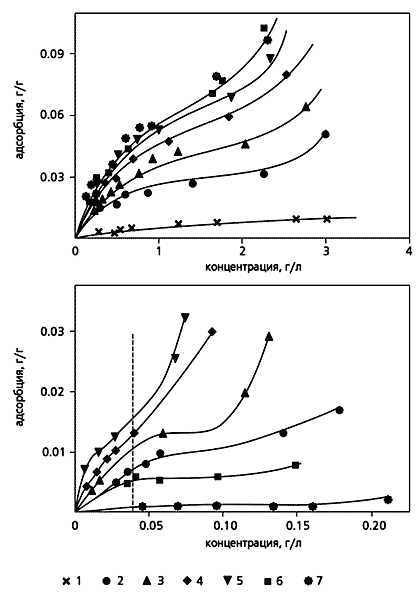 0.09
0.06
0.03
адсорбция, г/г
0 1 2 3 4
концентрация, г/л
0.03
0.02
0.01
адсорбция, г/г
0 0.05 0.10 0.15 0.20
концентрация, г/л
1 2 3 4 5 6 7